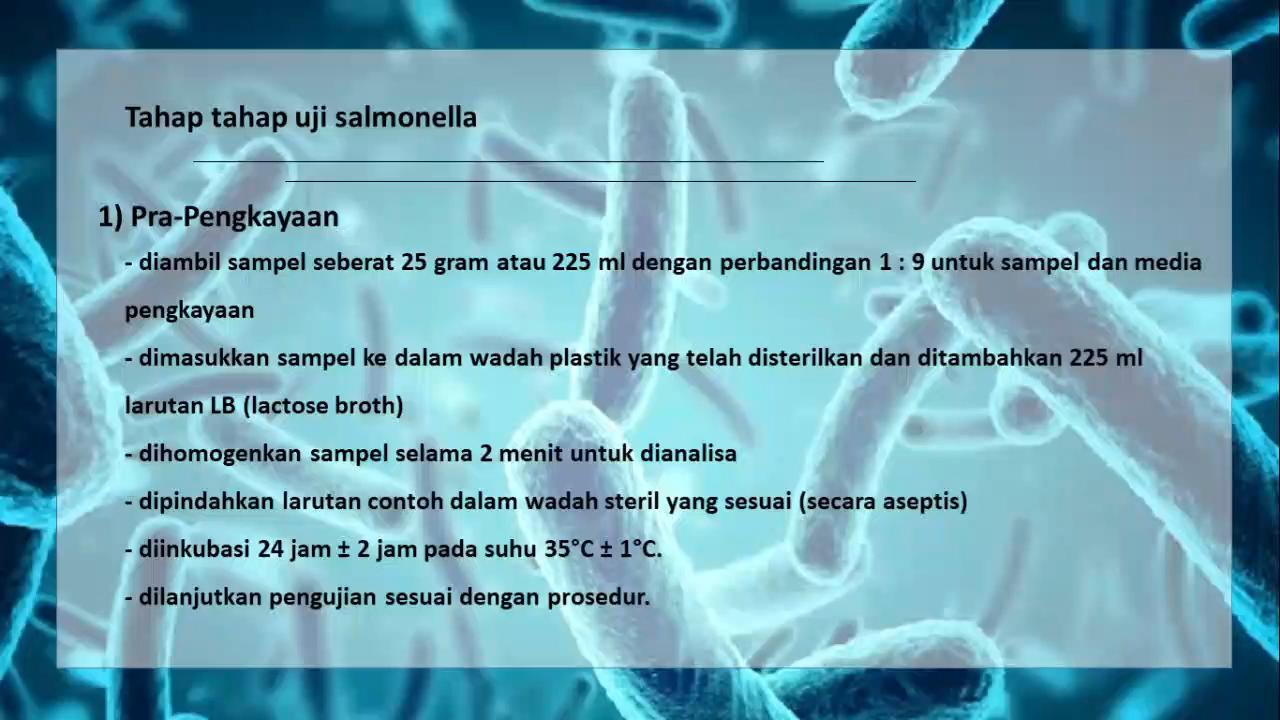 Tahap tahap uji salmonella
1) Pra-Pengkayaan
- diambil sampel seberat 25 gram atau 225 ml dengan perbandingan 1 : 9 untuk sampel dan media
pengkayaan
- dimasukkan sampel ke dalam wadah plastik yang telah disterilkan dan ditambahkan 225 ml
larutan LB (lactose broth)
- dihomogenkan sampel selama 2 menit untuk dianalisa
- dipindahkan larutan contoh dalam wadah steril yang sesuai (secara aseptis)
- diinkubasi 24 jam ± 2 jam pada suhu 35°C ± 1°C.
- dilanjutkan pengujian sesuai dengan prosedur.